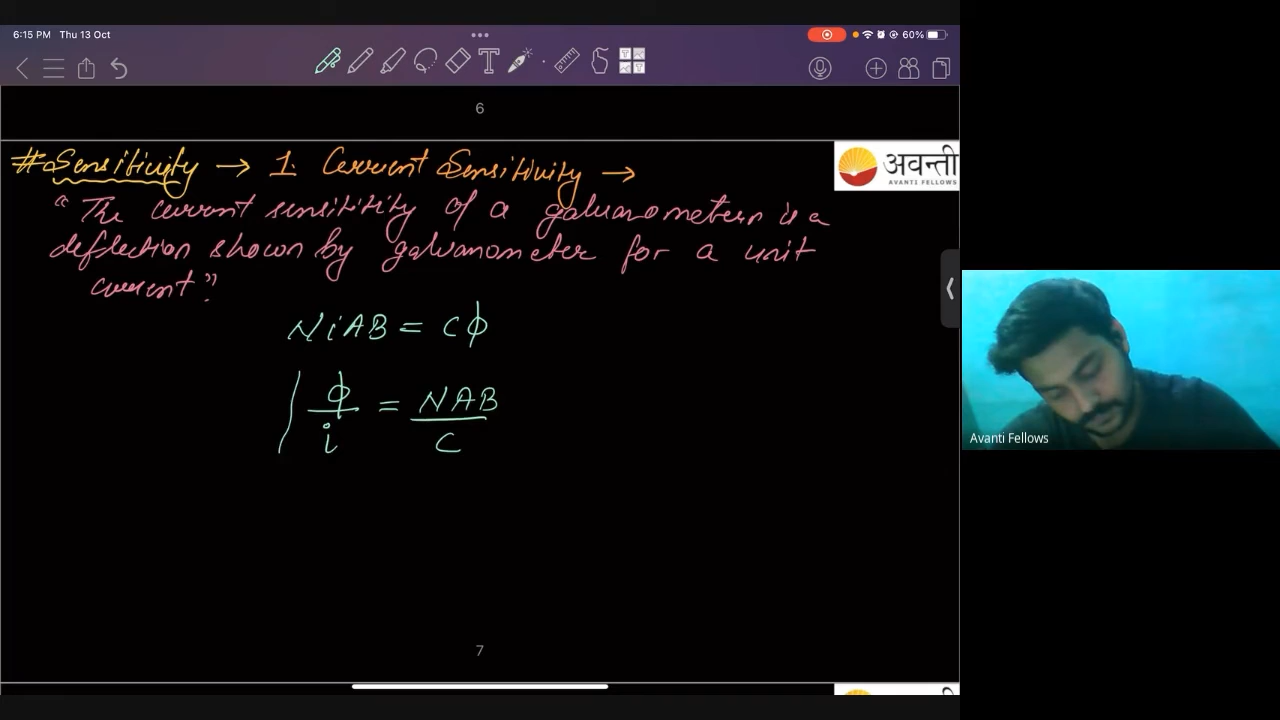 6:15 PM Thu 13 Oct
60%
6
# Sensitivity → 1. Current Sensitivity →
अवन्ती
AVANTI FELLOWS
"The current sensitivity of a galvanometer is a
deflection shown by galvanometer for a unit
current"
NiAB = cϕ
ϕ/i = NAB/c
Avanti Fellows
7